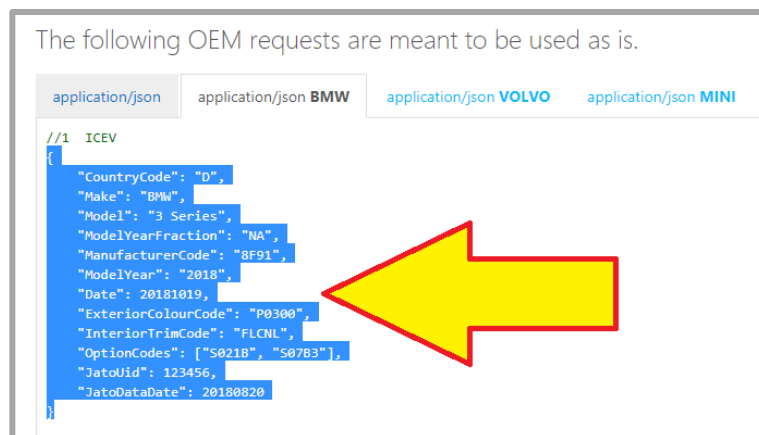 The following OEM requests are meant to be used as is.
application/json application/json BMW application/json VOLVO application/json MINI
//1 ICEV
{
"CountryCode": "D",
"Make": "BMW",
"Model": "3 Series",
"ModelYearFraction": "NA",
"ManufacturerCode": "8F91",
"ModelYear": "2018",
"Date": 20181019,
"ExteriorColourCode": "P0300",
"InteriorTrimCode": "FLCNL",
"OptionCodes": ["S021B", "S07B3"],
"JatoUid": 123456,
"JatoDataDate": 20180820
}